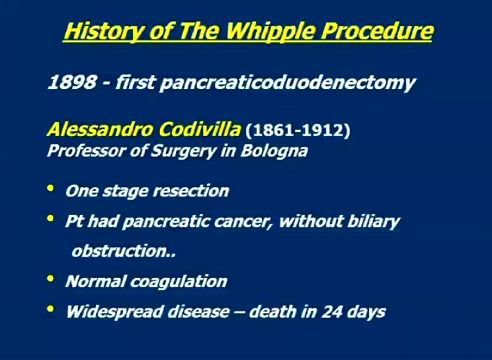 History of The Whipple Procedure
1898 - first pancreaticoduodenectomy
Alessandro Codivilla (1861-1912)
Professor of Surgery in Bologna
• One stage resection
• Pt had pancreatic cancer, without biliary
obstruction..
• Normal coagulation
• Widespread disease – death in 24 days